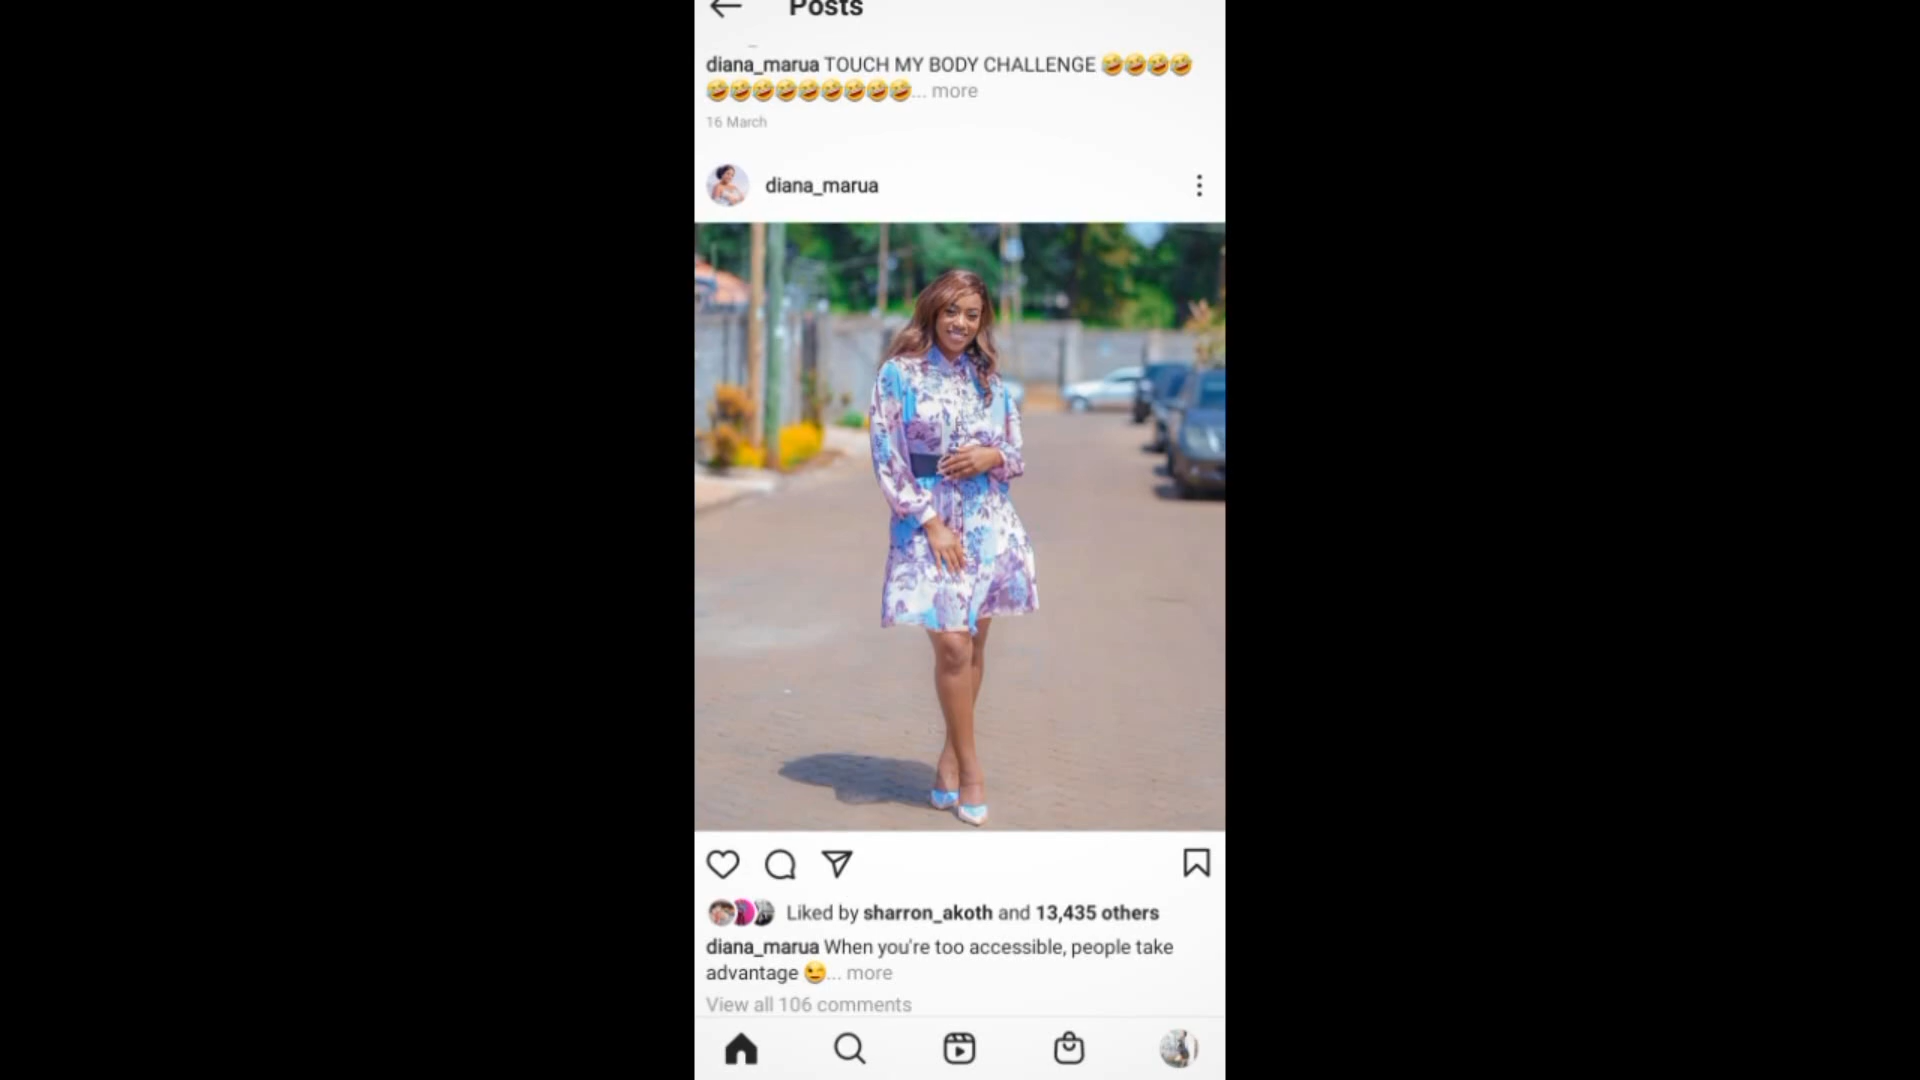 Posts
diana_marua TOUCH MY BODY CHALLENGE 🤣🤣🤣🤣
🤣🤣🤣🤣🤣🤣🤣🤣🤣... more
16 March
diana_marua
Liked by sharron_akoth and 13,435 others
diana_marua When you're too accessible, people take
advantage 😉... more
View all 106 comments